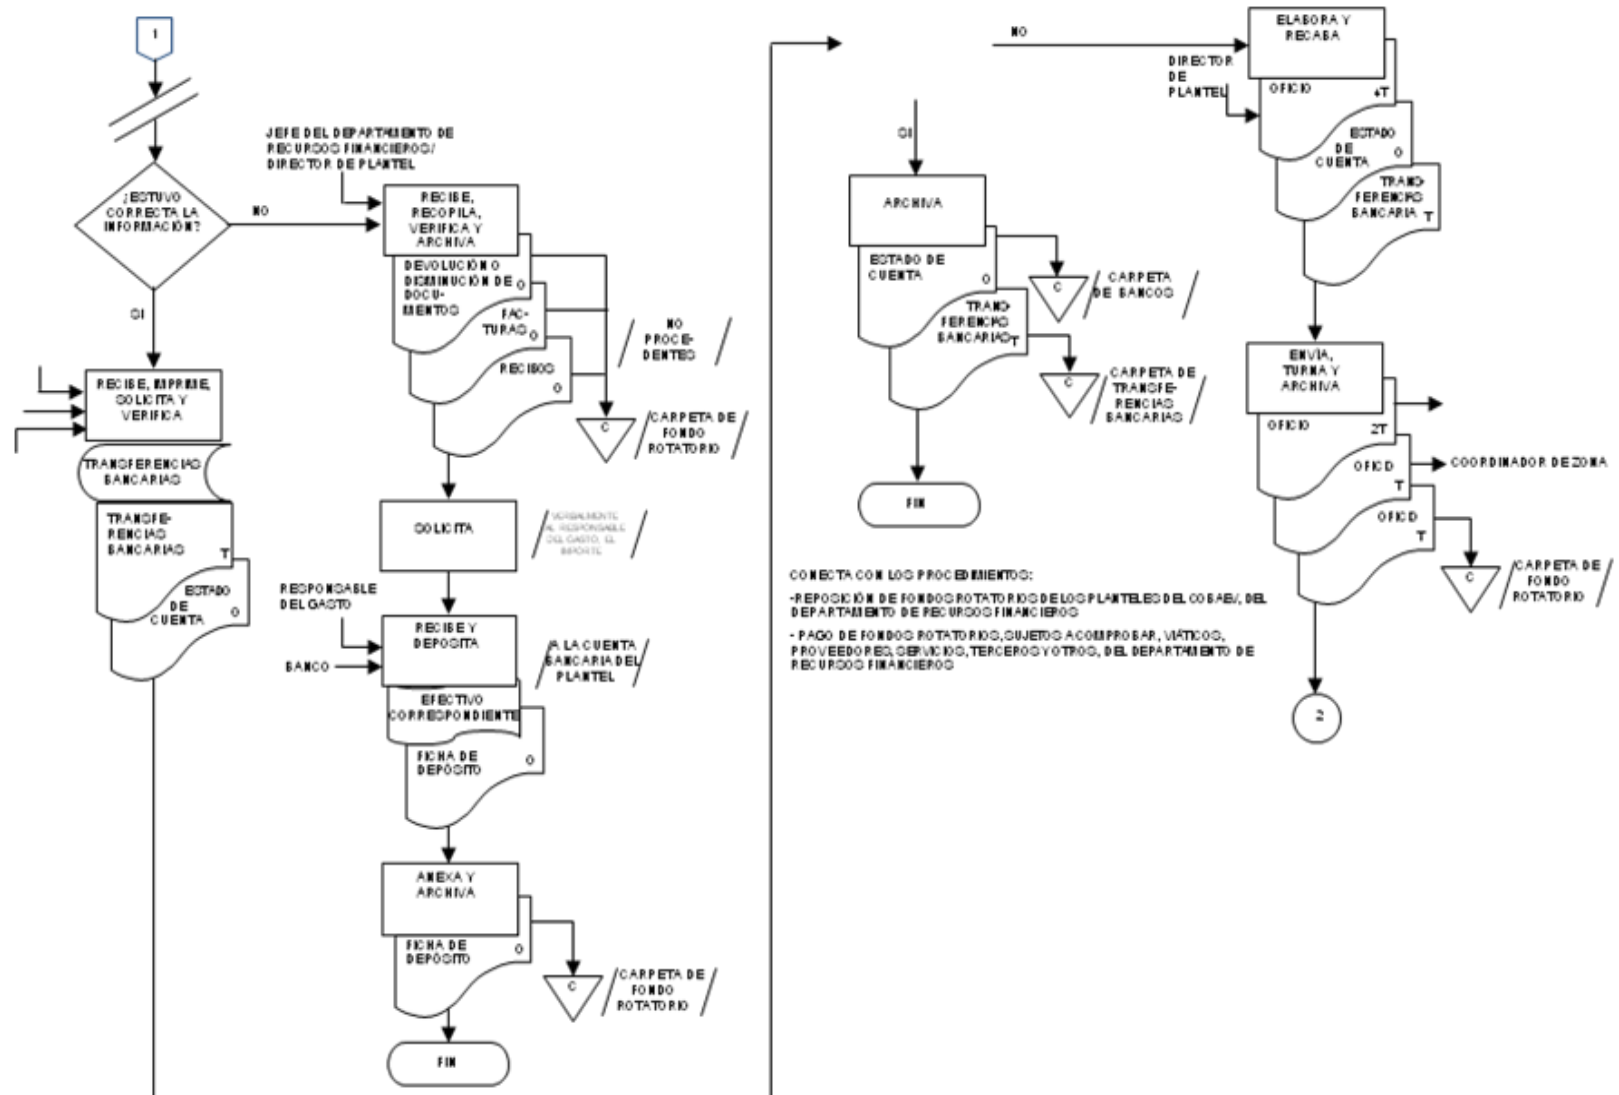 1
JEFE DEL DEPARTAMENTO DE
RECURSOS FINANCIEROS/
DIRECTOR DE PLANTEL
¿ESTUVO
CORRECTA LA
INFORMACIÓN?
NO
SI
RECIBE,
RECOPILA,
VERIFICA Y
ARCHIVA
DEVOLUCIÓN O
DISMINUCIÓN DE
DOCU-
MENTOS
O
FAC-
TURAS
O
RECIBOS
O
/ NO
PROCE-
DENTES /
C
/CARPETA DE
FONDO
ROTATORIO /
RECIBE, IMPRIME,
SOLICITA Y
VERIFICA
TRANSFERENCIAS
BANCARIAS
TRANSFE-
RENCIAS
BANCARIAS
T
ESTADO
DE
CUENTA
O
SOLICITA
/VERBALMENTE
AL RESPONSABLE
DEL GASTO, EL
IMPORTE /
RESPONSABLE
DEL GASTO
BANCO
RECIBE Y
DEPOSITA
/A LA CUENTA
BANCARIA DEL
PLANTEL /
EFECTIVO
CORRESPONDIENTE
FICHA DE
DEPÓSITO
O
ANEXA Y
ARCHIVA
FICHA DE
DEPÓSITO
O
C
/CARPETA DE
FONDO
ROTATORIO /
FIN
NO
SI
ARCHIVA
ESTADO DE
CUENTA
O
TRANS-
FERENCIAS
BANCARIAS
T
C
/ CARPETA
DE BANCOS /
C
/CARPETA DE
TRANSFE-
RENCIAS
BANCARIAS /
FIN
CONECTA CON LOS PROCEDIMIENTOS:
-REPOSICIÓN DE FONDOS ROTATORIOS DE LOS PLANTELES DEL COBAEV, DEL
DEPARTAMENTO DE RECURSOS FINANCIEROS
- PAGO DE FONDOS ROTATORIOS, SUJETOS A COMPROBAR, VIÁTICOS,
PROVEEDORES, SERVICIOS, TERCEROS Y OTROS, DEL DEPARTAMENTO DE
RECURSOS FINANCIEROS
ELABORA Y
RECABA
DIRECTOR
DE
PLANTEL
OFICIO
4T
ESTADO
DE
CUENTA
O
TRANS-
FERENCIAS
BANCARIA
T
ENVÍA,
TURNA Y
ARCHIVA
OFICIO
2T
OFICIO
T
COORDINADOR DE ZONA
OFICIO
T
C
/CARPETA DE
FONDO
ROTATORIO /
2